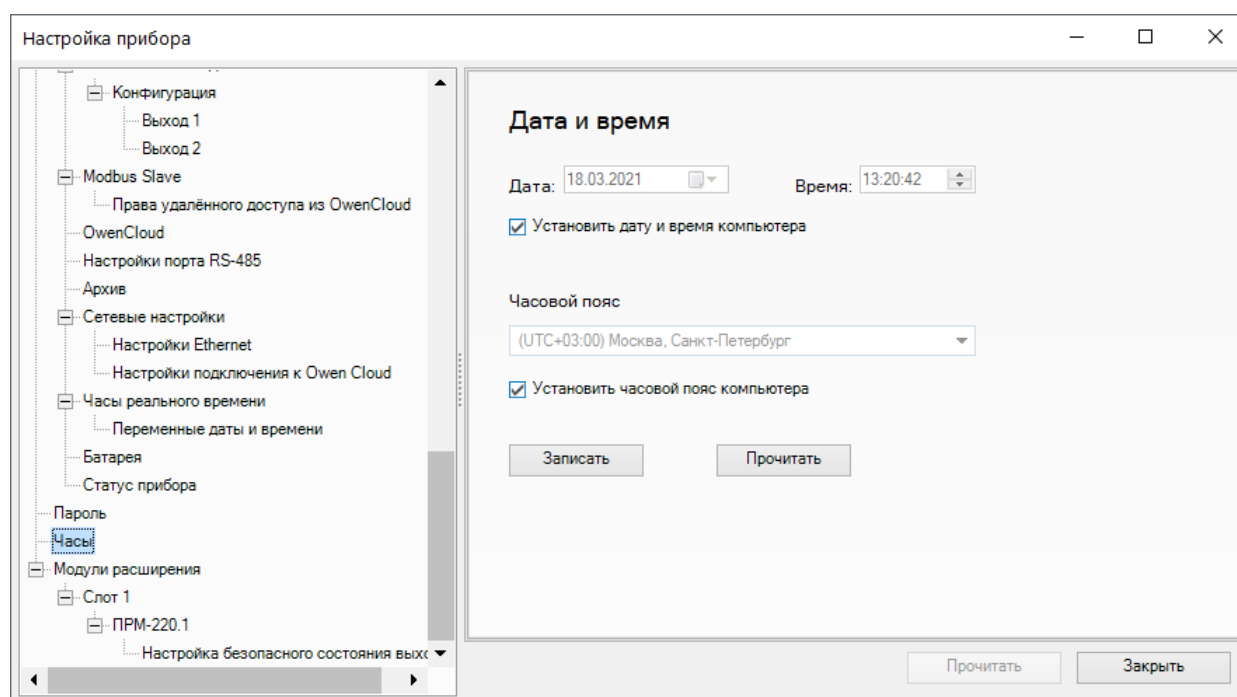 Настройка прибора
Конфигурация
Выход 1
Выход 2
Modbus Slave
Права удалённого доступа из OwenCloud
OwenCloud
Настройки порта RS-485
Архив
Сетевые настройки
Настройки Ethernet
Настройки подключения к Owen Cloud
Часы реального времени
Переменные даты и времени
Батарея
Статус прибора
Пароль
Часы
Модули расширения
Слот 1
ПРМ-220.1
Настройка безопасного состояния выхо
Дата и время
Дата: 18.03.2021 Время: 13:20:42
Установить дату и время компьютера
Часовой пояс
(UTC+03:00) Москва, Санкт-Петербург
Установить часовой пояс компьютера
Записать Прочитать
Прочитать Закрыть